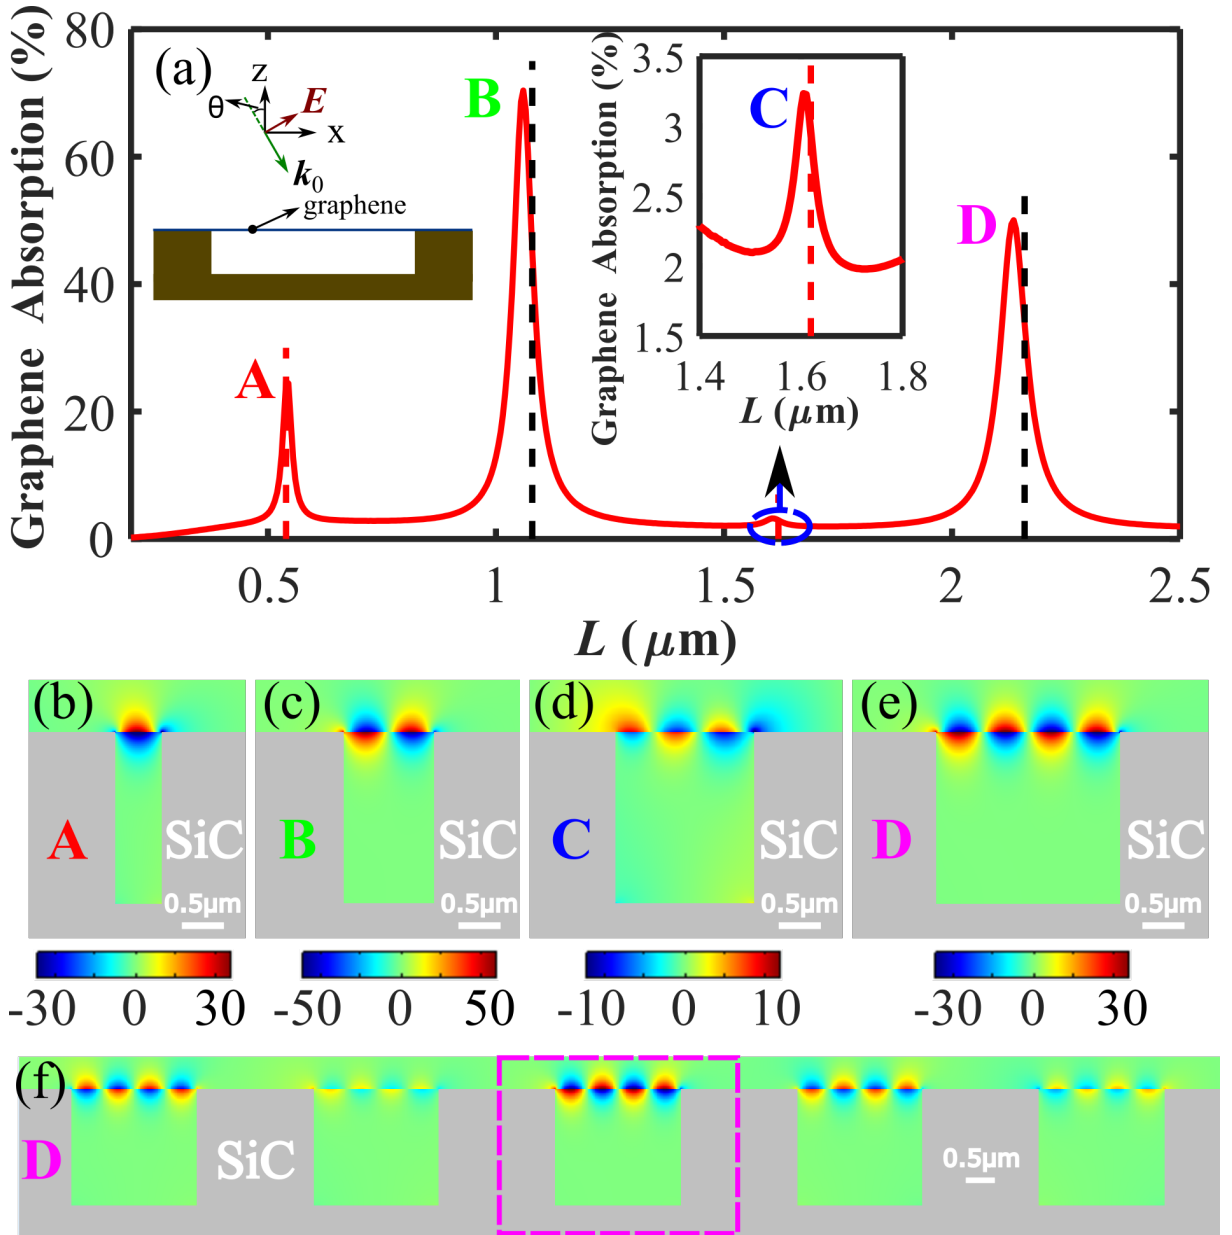 Graphene Absorption (%)
80
60
40
20
0
(a)
z
θ
E
x
k0
graphene
A
B
C
D
Graphene Absorption (%)
3.5
3
2.5
2
1.5
1.4
1.6
1.8
L (μm)
0.5
1
1.5
2
2.5
L (μm)
(b)
A
SiC
0.5μm
-30 0 30
(c)
B
SiC
0.5μm
-50 0 50
(d)
C
SiC
0.5μm
-10 0 10
(e)
D
SiC
0.5μm
-30 0 30
(f)
D
SiC
0.5μm